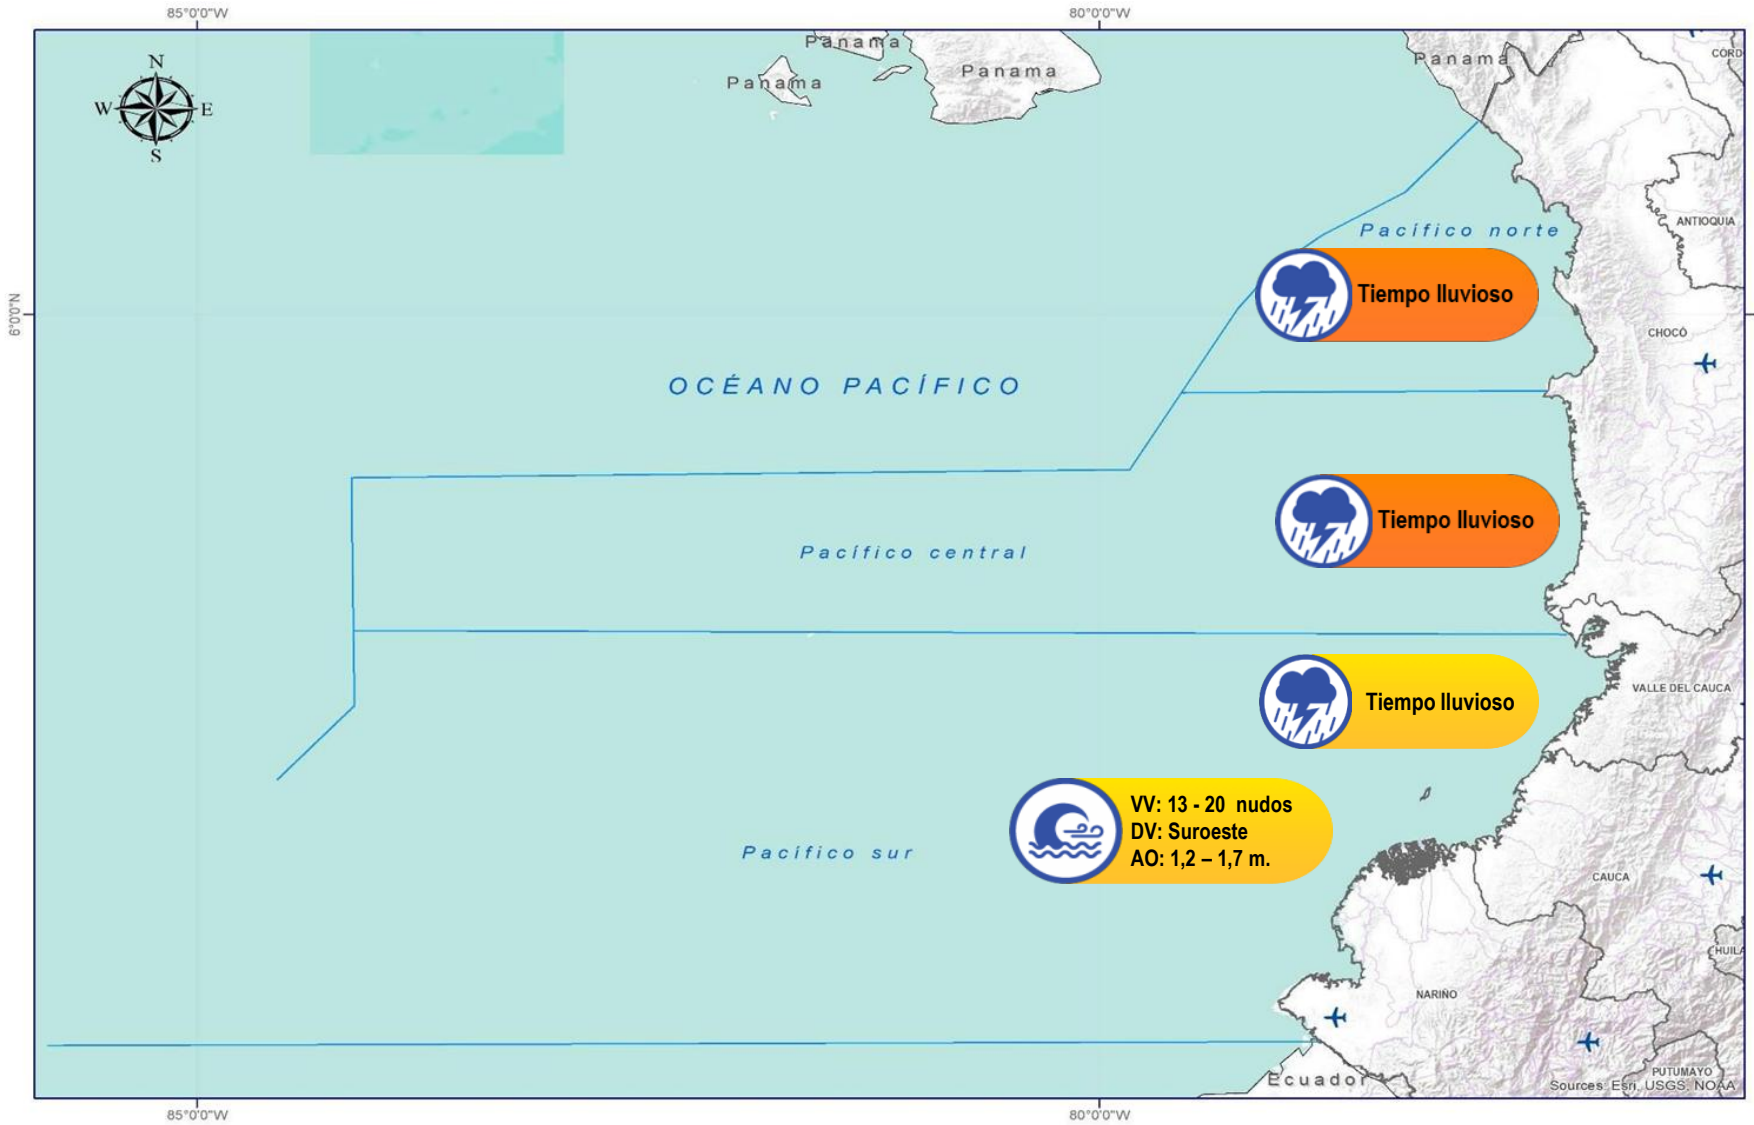 85°0'0"W
80°0'0"W
N
W
E
S
Panama
Panama
Panama
Panama
CÓRD
ANTIOQUIA
Pacífico norte
Tiempo lluvioso
6°0'0"N
CHOCÓ
OCÉANO PACÍFICO
Tiempo lluvioso
Pacífico central
VALLE DEL CAUCA
Tiempo lluvioso
VV: 13 - 20 nudos
DV: Suroeste
AO: 1,2 – 1,7 m.
Pacífico sur
CAUCA
HUILA
NARIÑO
PUTUMAYO
Ecuador
Sources: Esri, USGS, NOAA
85°0'0"W
80°0'0"W